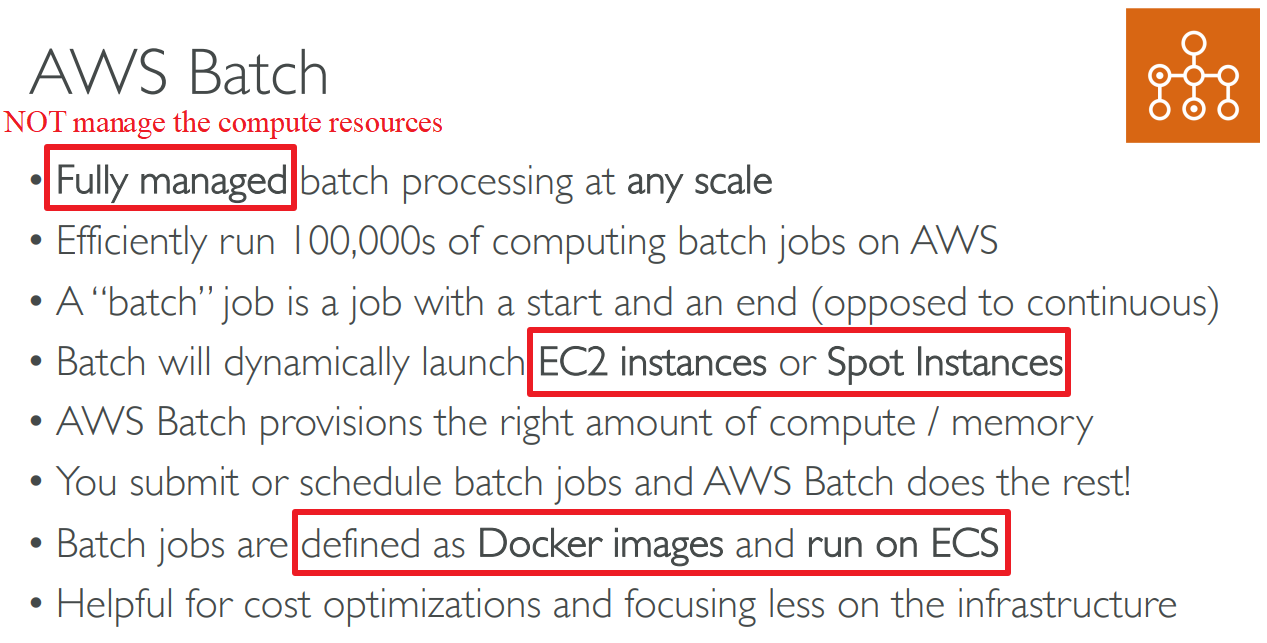 AWS Batch
NOT manage the compute resources
• Fully managed batch processing at any scale
• Efficiently run 100,000s of computing batch jobs on AWS
• A “batch” job is a job with a start and an end (opposed to continuous)
• Batch will dynamically launch EC2 instances or Spot Instances
• AWS Batch provisions the right amount of compute / memory
• You submit or schedule batch jobs and AWS Batch does the rest!
• Batch jobs are defined as Docker images and run on ECS
• Helpful for cost optimizations and focusing less on the infrastructure